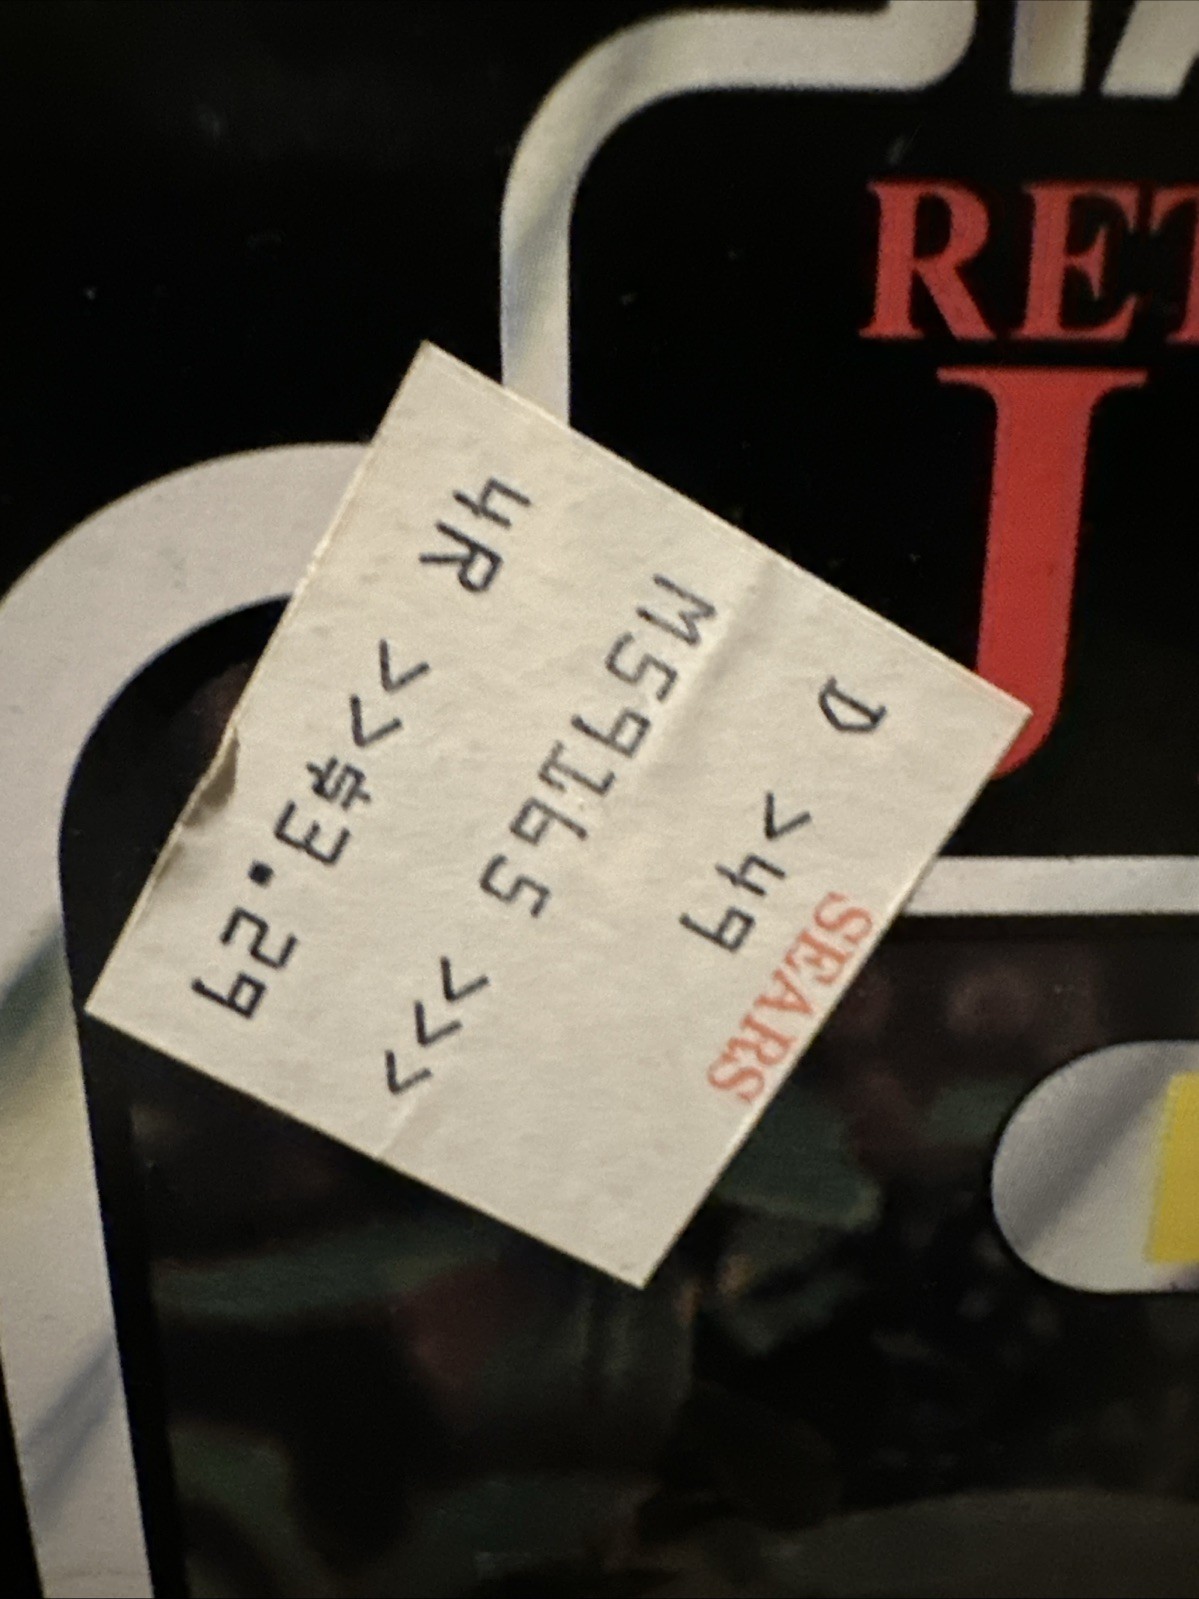 RET
J
SEARS
D ^49
M59165 ^^^
4R ^^$3.29